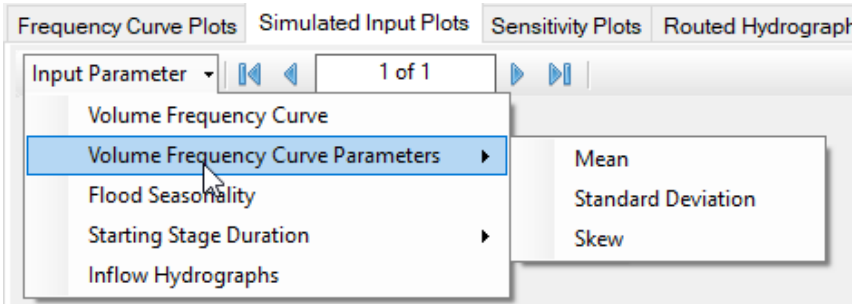 Frequency Curve Plots Simulated Input Plots Sensitivity Plots Routed Hydrograph
Input Parameter 1 of 1
Volume Frequency Curve
Volume Frequency Curve Parameters
Mean
Flood Seasonality
Standard Deviation
Starting Stage Duration
Skew
Inflow Hydrographs